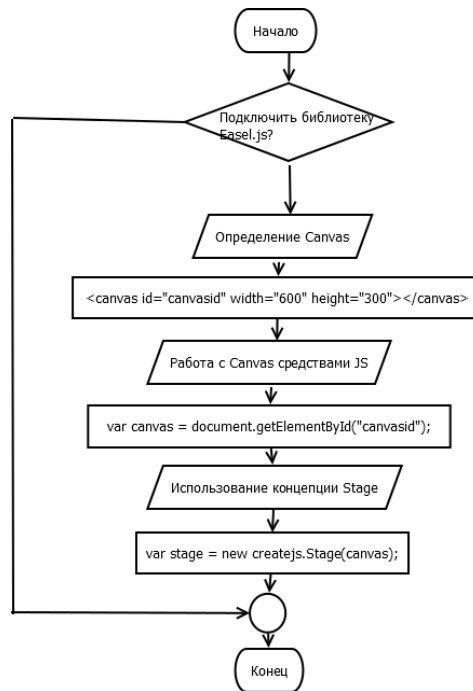 Начало
Подключить библиотеку
Easel.js?
Определение Canvas
<canvas id="canvasid" width="600" height="300"></canvas>
Работа с Canvas средствами JS
var canvas = document.getElementById("canvasid");
Использование концепции Stage
var stage = new createjs.Stage(canvas);
Конец